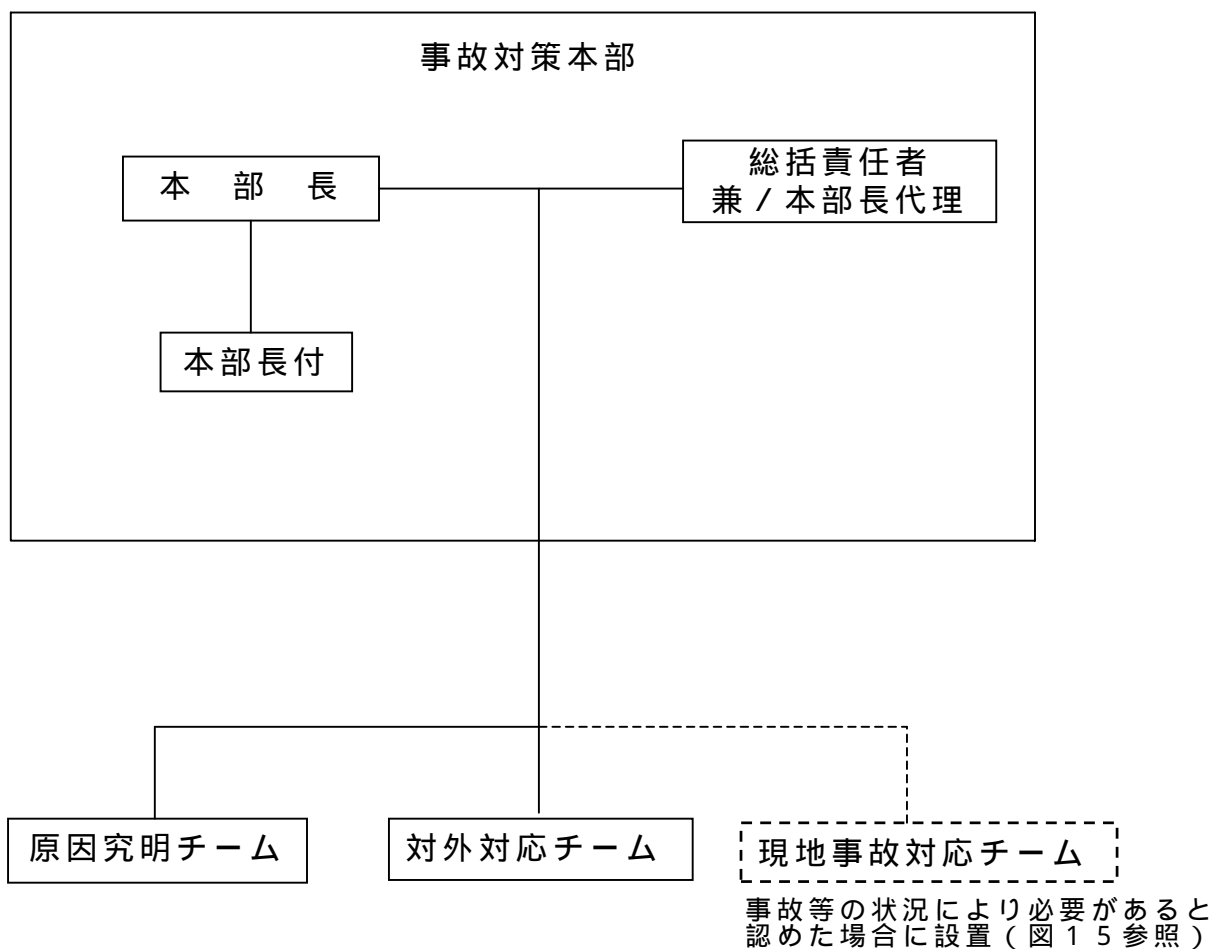 事故対策本部
本　部　長
総括責任者
兼／本部長代理
本部長付
原因究明チーム
対外対応チーム
現地事故対応チーム
事故等の状況により必要があると
認めた場合に設置（図１５参照）